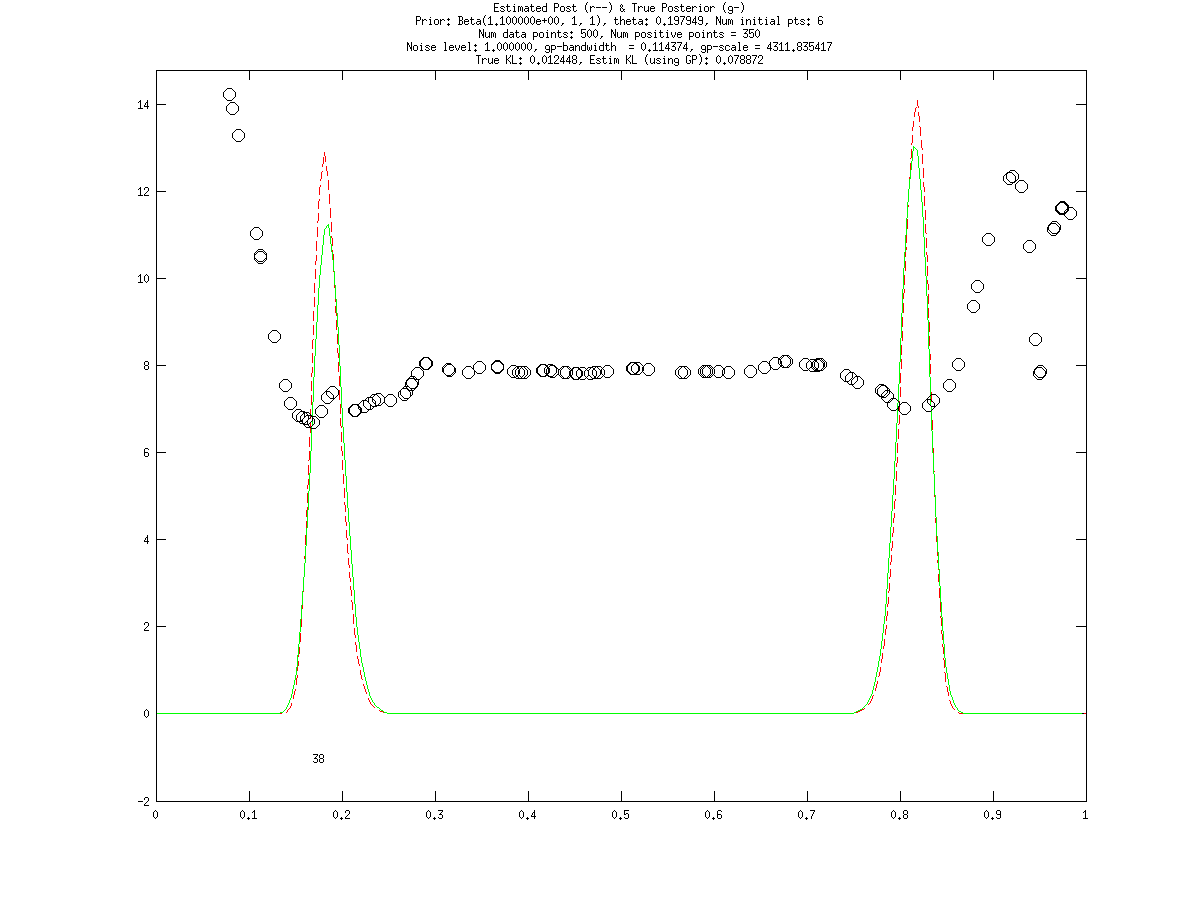 Estimated Post (r--) & True Posterior (g-)
Prior: Beta(1.100000e+00, 1, 1), theta: 0.197949, Num initial pts: 6
Num data points: 500, Num positive points = 350
Noise level: 1.000000, gp-bandwidth  = 0.114374, gp-scale = 4311.835417
True KL: 0.012448, Estim KL (using GP): 0.078872
14
12
10
8
6
4
2
0
38
-2
0 0.1 0.2 0.3 0.4 0.5 0.6 0.7 0.8 0.9 1